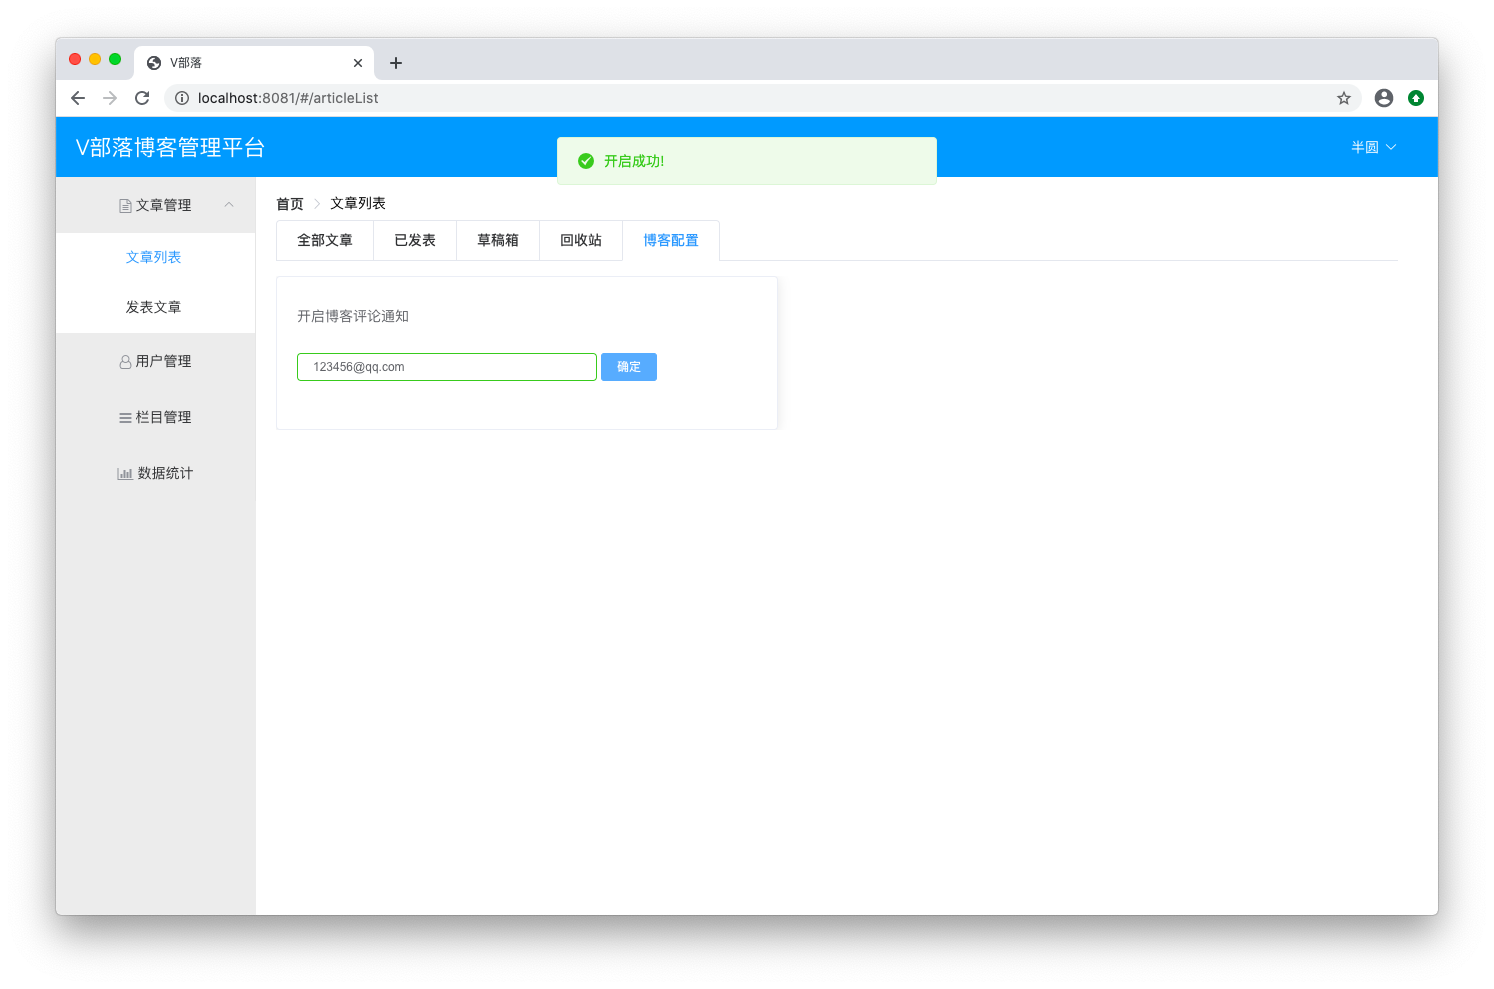 V部落
localhost:8081/#/articleList
V部落博客管理平台
开启成功!
半圆
文章管理
文章列表
发表文章
用户管理
栏目管理
数据统计
首页 文章列表
全部文章 已发表 草稿箱 回收站 博客配置
开启博客评论通知
123456@qq.com 确定